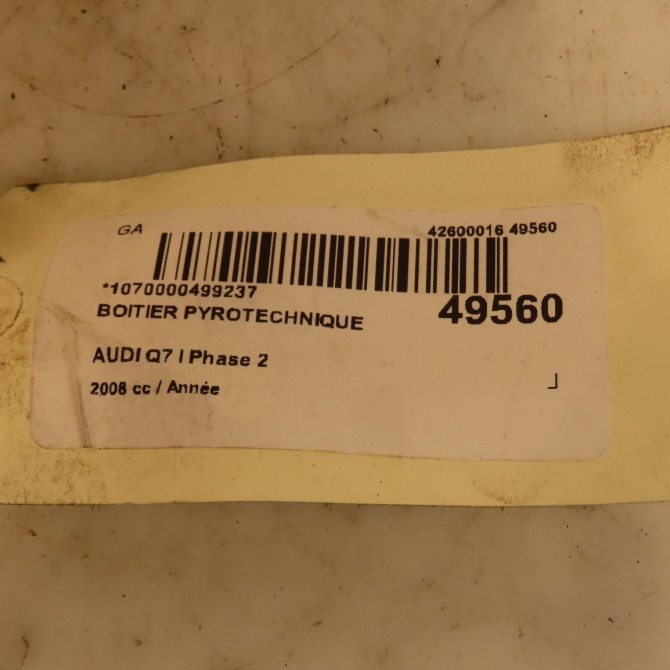 GA
42600016 49560
*1070000499237
49560
BOITIER PYROTECHNIQUE
AUDI Q7 I Phase 2
2008 cc / Année